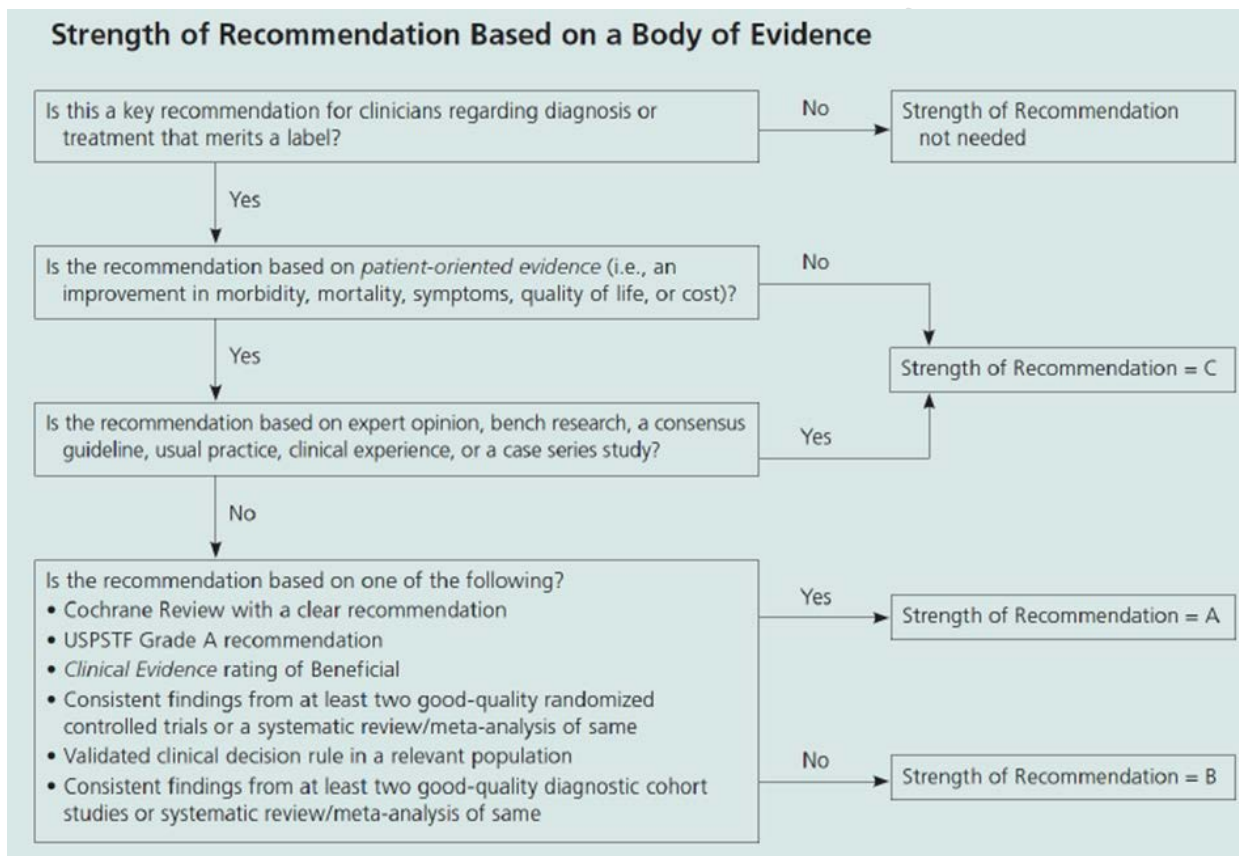 Strength of Recommendation Based on a Body of Evidence
Is this a key recommendation for clinicians regarding diagnosis or
treatment that merits a label?
No
Strength of Recommendation
not needed
Yes
Is the recommendation based on patient-oriented evidence (i.e., an
improvement in morbidity, mortality, symptoms, quality of life, or cost)?
No
Yes
Strength of Recommendation = C
Is the recommendation based on expert opinion, bench research, a consensus
guideline, usual practice, clinical experience, or a case series study?
Yes
No
Is the recommendation based on one of the following?
• Cochrane Review with a clear recommendation
• USPSTF Grade A recommendation
• Clinical Evidence rating of Beneficial
• Consistent findings from at least two good-quality randomized
controlled trials or a systematic review/meta-analysis of same
• Validated clinical decision rule in a relevant population
• Consistent findings from at least two good-quality diagnostic cohort
studies or systematic review/meta-analysis of same
Yes
Strength of Recommendation = A
No
Strength of Recommendation = B